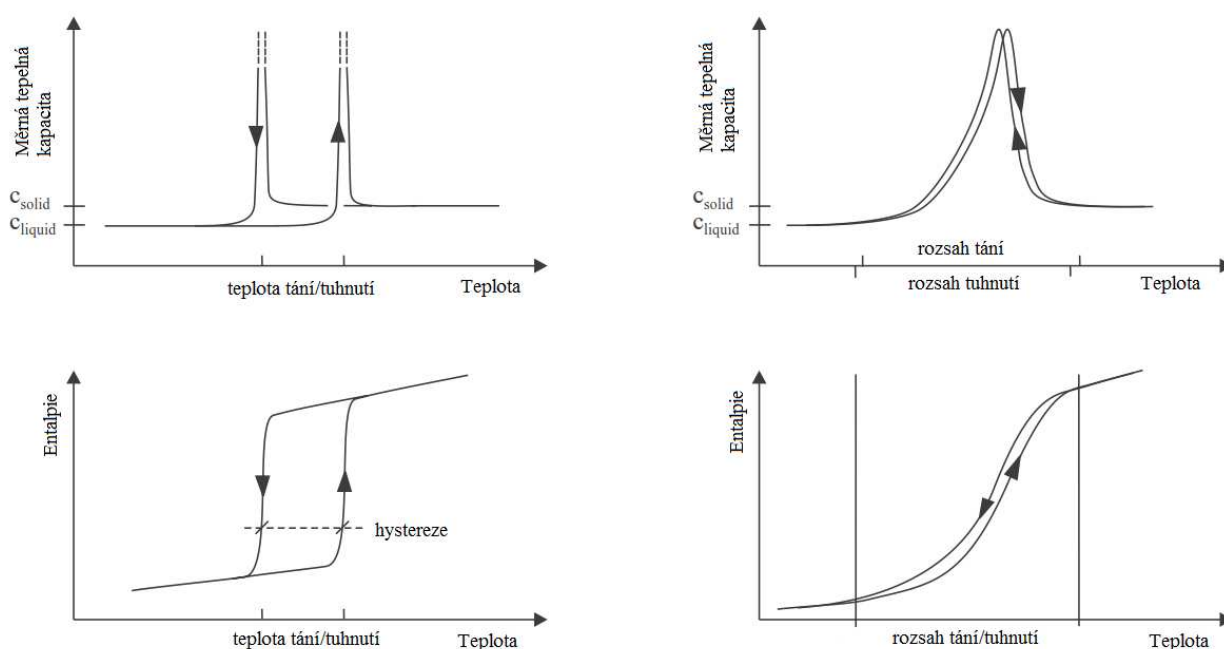 Měrná tepelná
kapacita
c_solid
c_liquid
teplota tání/tuhnutí
Teplota
Měrná tepelná
kapacita
c_solid
c_liquid
rozsah tání
rozsah tuhnutí
Teplota
Entalpie
hystereze
teplota tání/tuhnutí
Teplota
Entalpie
rozsah tání/tuhnutí
Teplota